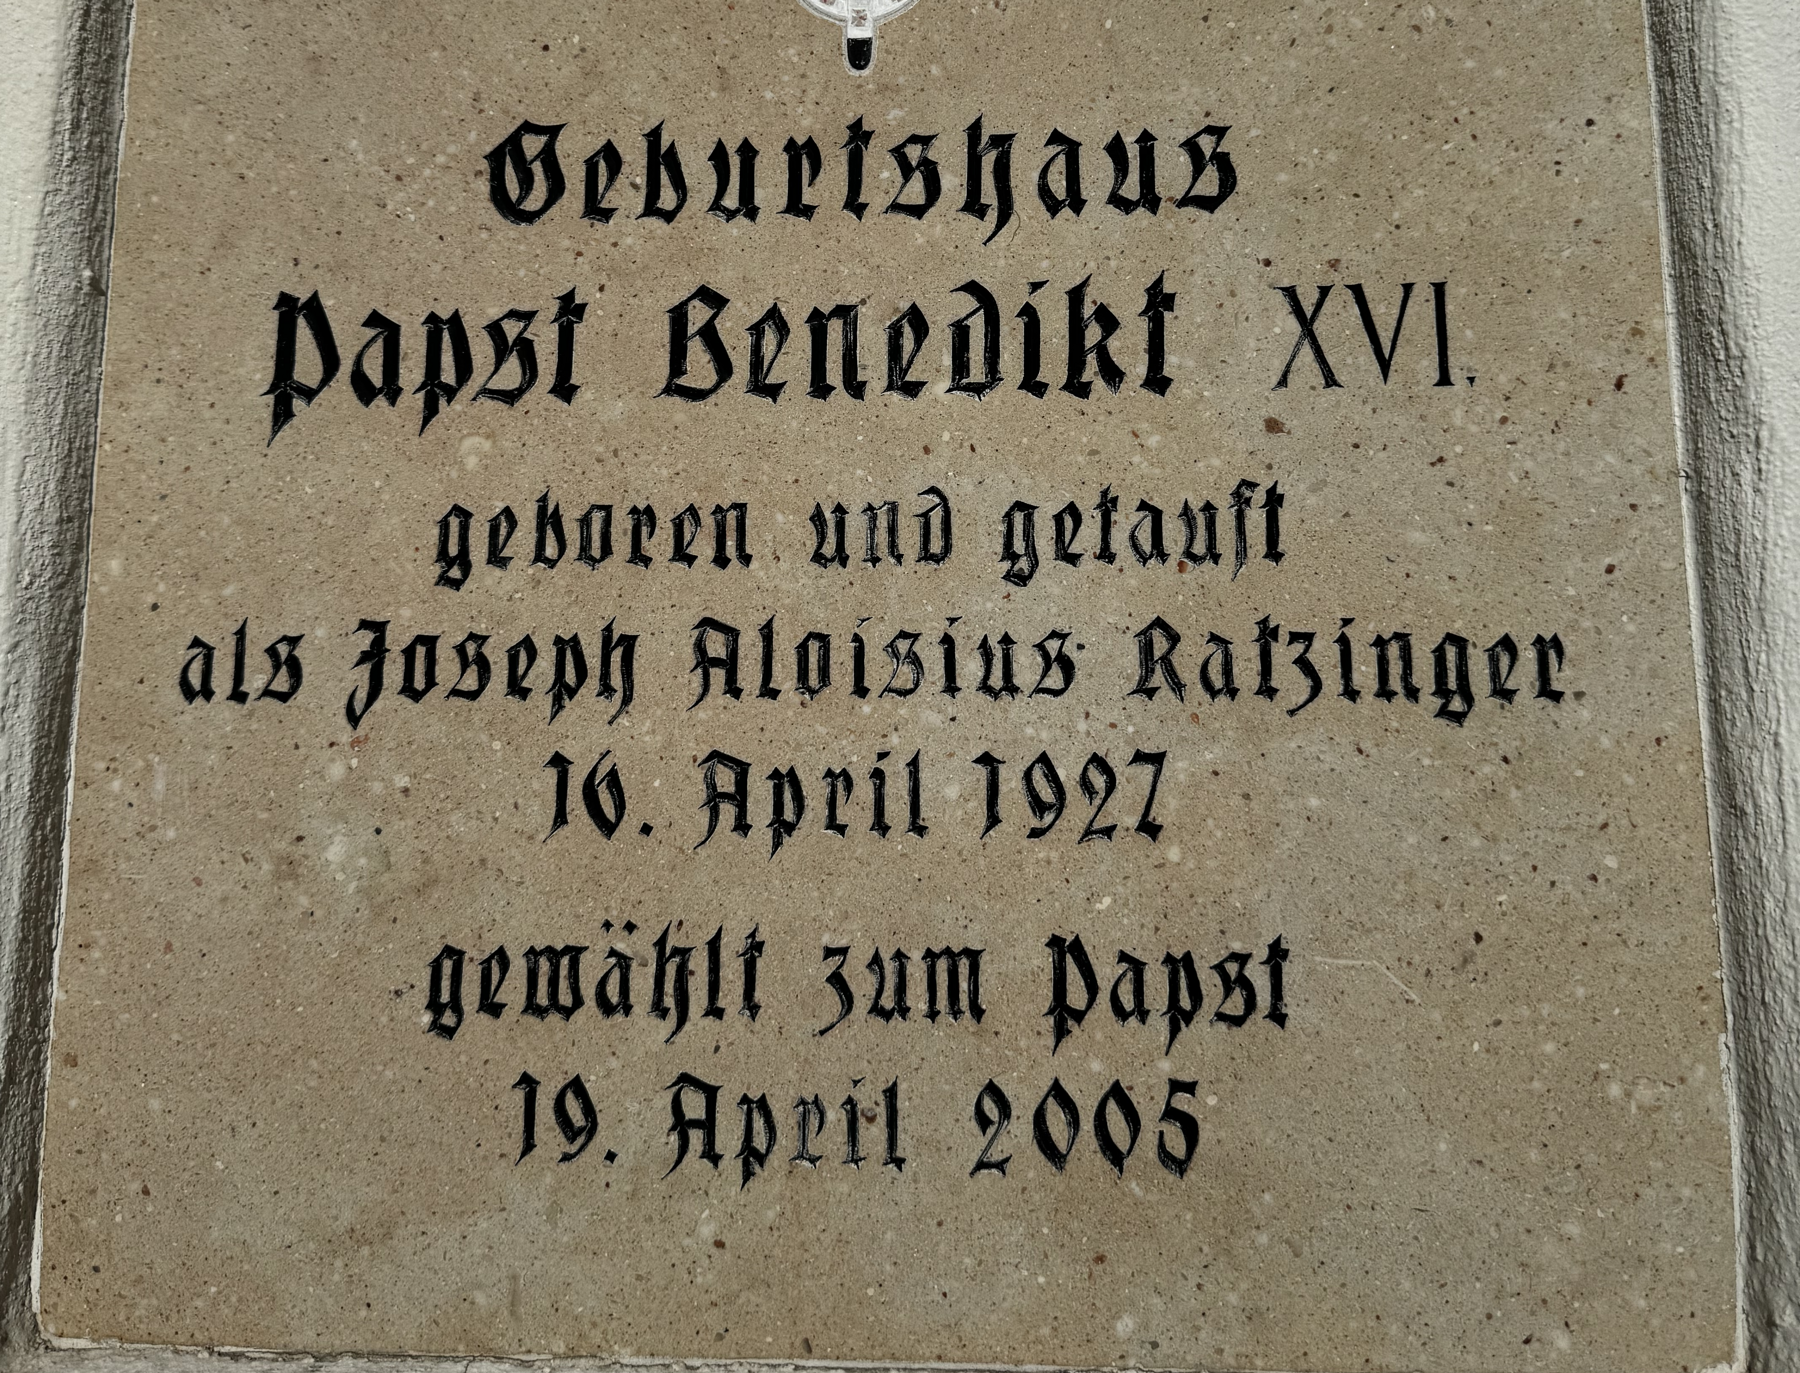 Geburtshaus
Papst Benedikt XVI.
geboren und getauft
als Joseph Aloisius Ratzinger
16. April 1927
gewählt zum Papst
19. April 2005